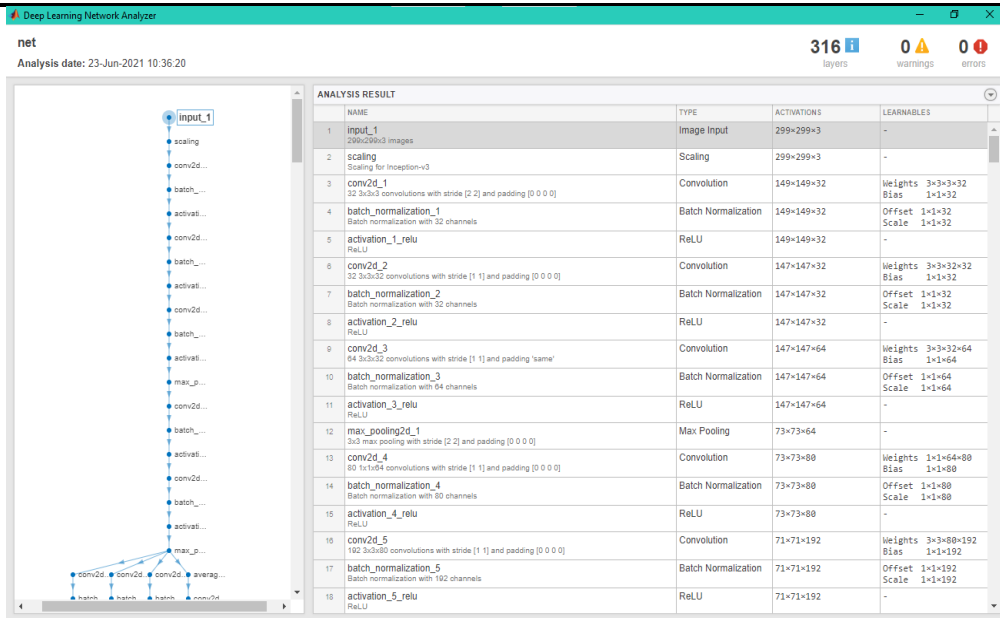 Deep Learning Network Analyzer
net
Analysis date: 23-Jun-2021 10:36:20
316 i
layers
0
warnings
0
errors
input_1
scaling
conv2d...
batch_...
activati...
conv2d...
batch_...
activati...
conv2d...
batch_...
activati...
max_p...
conv2d...
batch_...
activati...
conv2d...
batch_...
activati...
max_p...
conv2d... conv2d... conv2d... averag...
batch... batch... batch... conv2d...
ANALYSIS RESULT
NAME TYPE ACTIVATIONS LEARNABLES
1 input_1 Image Input 299×299×3 -
299x299x3 images
2 scaling Scaling 299×299×3 -
Scaling for Inception-v3
3 conv2d_1 Convolution 149×149×32 Weights 3×3×3×32
32 3x3x3 convolutions with stride [2 2] and padding [0 0 0 0] Bias 1×1×32
4 batch_normalization_1 Batch Normalization 149×149×32 Offset 1×1×32
Batch normalization with 32 channels Scale 1×1×32
5 activation_1_relu ReLU 149×149×32 -
ReLU
6 conv2d_2 Convolution 147×147×32 Weights 3×3×32×32
32 3x3x32 convolutions with stride [1 1] and padding [0 0 0 0] Bias 1×1×32
7 batch_normalization_2 Batch Normalization 147×147×32 Offset 1×1×32
Batch normalization with 32 channels Scale 1×1×32
8 activation_2_relu ReLU 147×147×32 -
ReLU
9 conv2d_3 Convolution 147×147×64 Weights 3×3×32×64
64 3x3x32 convolutions with stride [1 1] and padding 'same' Bias 1×1×64
10 batch_normalization_3 Batch Normalization 147×147×64 Offset 1×1×64
Batch normalization with 64 channels Scale 1×1×64
11 activation_3_relu ReLU 147×147×64 -
ReLU
12 max_pooling2d_1 Max Pooling 73×73×64 -
3x3 max pooling with stride [2 2] and padding [0 0 0 0]
13 conv2d_4 Convolution 73×73×80 Weights 1×1×64×80
80 1x1x64 convolutions with stride [1 1] and padding [0 0 0 0] Bias 1×1×80
14 batch_normalization_4 Batch Normalization 73×73×80 Offset 1×1×80
Batch normalization with 80 channels Scale 1×1×80
15 activation_4_relu ReLU 73×73×80 -
ReLU
16 conv2d_5 Convolution 71×71×192 Weights 3×3×80×192
192 3x3x80 convolutions with stride [1 1] and padding [0 0 0 0] Bias 1×1×192
17 batch_normalization_5 Batch Normalization 71×71×192 Offset 1×1×192
Batch normalization with 192 channels Scale 1×1×192
18 activation_5_relu ReLU 71×71×192 -
ReLU